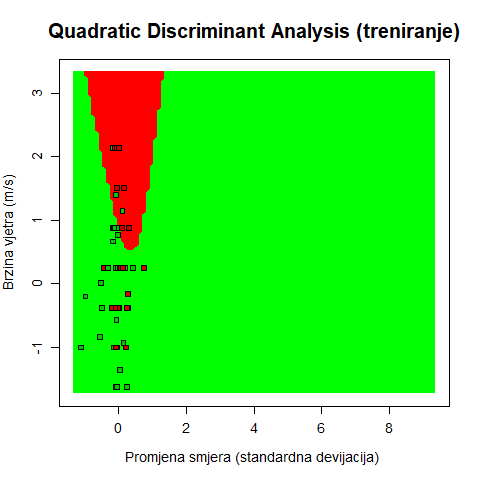 Quadratic Discriminant Analysis (treniranje)
Brzina vjetra (m/s)
3
2
1
0
-1
0 2 4 6 8
Promjena smjera (standardna devijacija)